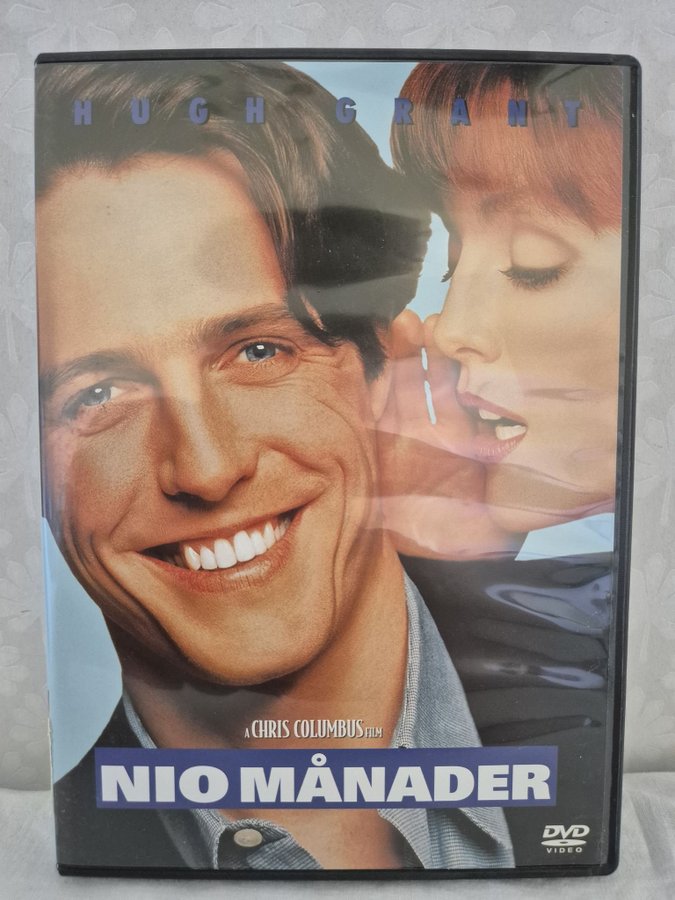 HUGH GRANT
A CHRIS COLUMBUS FILM
NIO MÅNADER
DVD
VIDEO